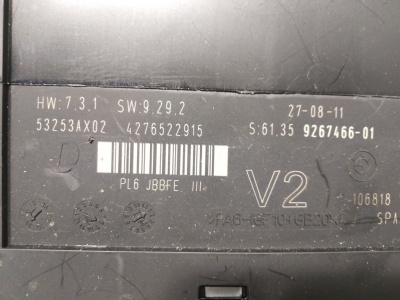 HW:7.3.1 SW:9.29.2 27-08-11
53253AX02 4276522915 S:61.35 9267466-01
D
PL6 JBBFE III
V2
106818
SPA